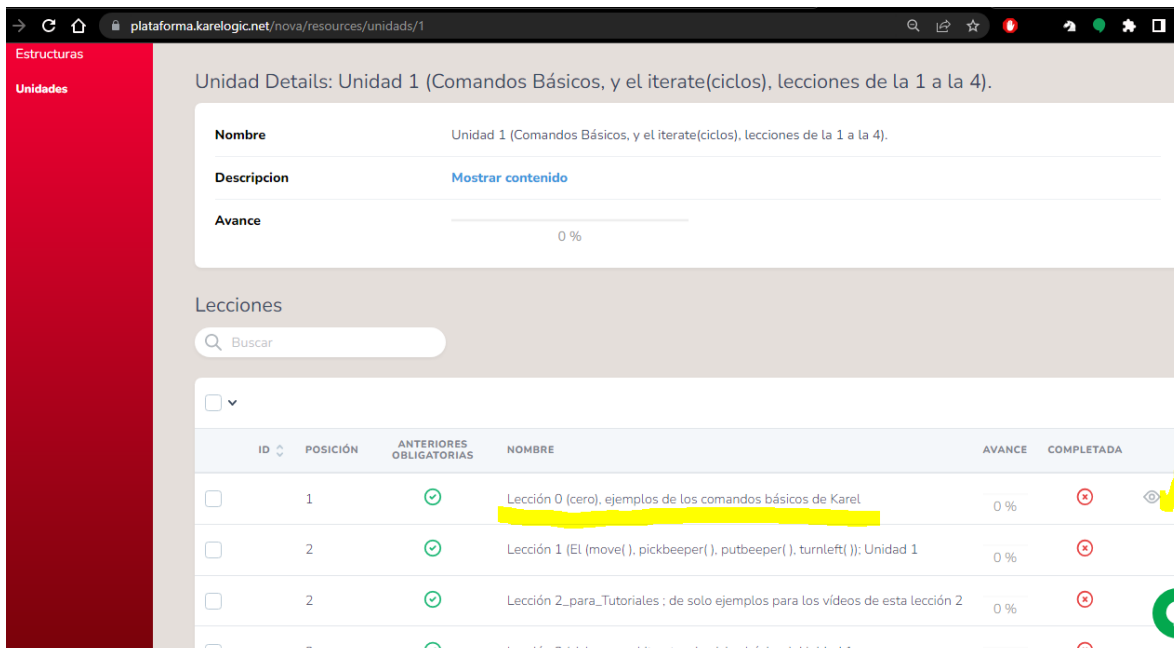 plataforma.karelogic.net/nova/resources/unidads/1
Estructuras
Unidades
Unidad Details: Unidad 1 (Comandos Básicos, y el iterate(ciclos), lecciones de la 1 a la 4).
Nombre Unidad 1 (Comandos Básicos, y el iterate(ciclos), lecciones de la 1 a la 4).
Descripcion Mostrar contenido
Avance
0 %
Lecciones
Buscar
ID POSICIÓN ANTERIORES OBLIGATORIAS NOMBRE AVANCE COMPLETADA
1 Lección 0 (cero), ejemplos de los comandos básicos de Karel 0 %
2 Lección 1 (El (move( ), pickbeeper( ), putbeeper( ), turnleft( )): Unidad 1 0 %
2 Lección 2_para_Tutoriales ; de solo ejemplos para los vídeos de esta lección 2 0 %